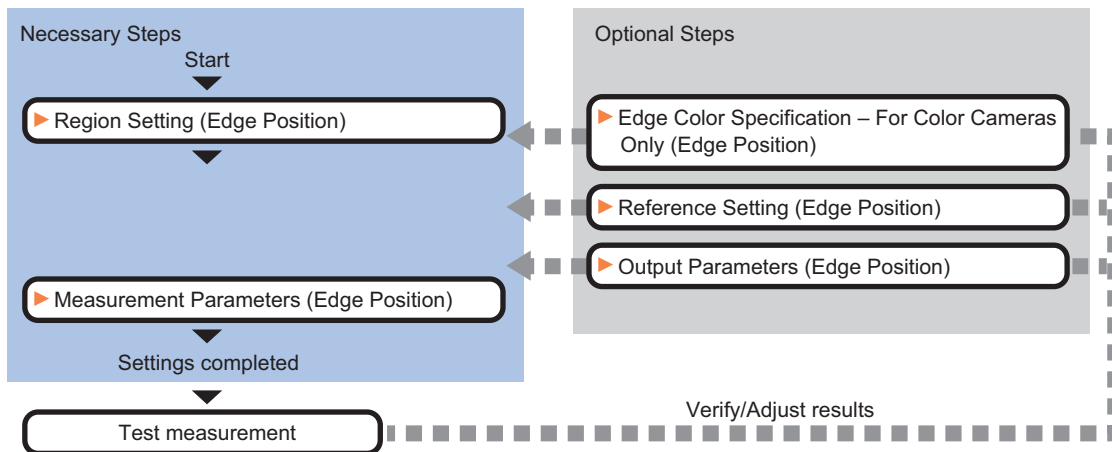 Necessary Steps
Start
Region Setting (Edge Position)
Measurement Parameters (Edge Position)
Settings completed
Test measurement
Optional Steps
Edge Color Specification – For Color Cameras
Only (Edge Position)
Reference Setting (Edge Position)
Output Parameters (Edge Position)
Verify/Adjust results